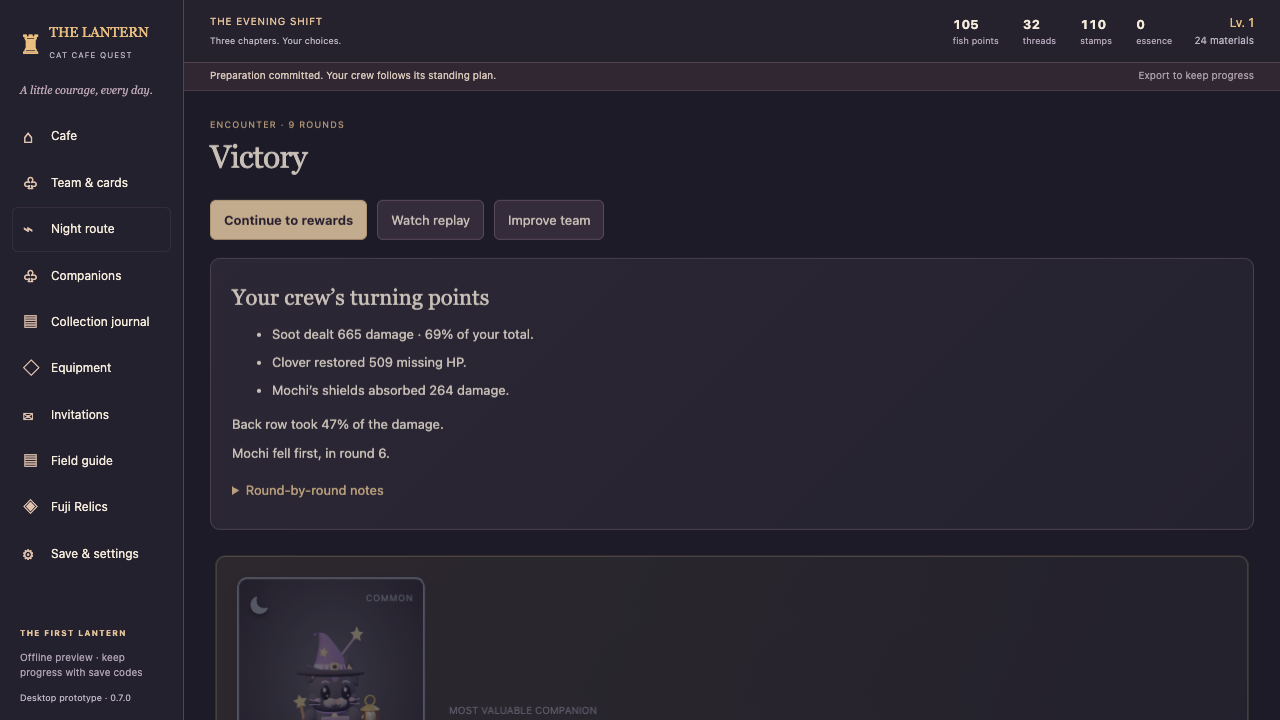 THE LANTERN
CAT CAFE QUEST
A little courage, every day.
Cafe
Team & cards
Night route
Companions
Collection journal
Equipment
Invitations
Field guide
Fuji Relics
Save & settings
THE FIRST LANTERN
Offline preview · keep
progress with save codes
Desktop prototype · 0.7.0
THE EVENING SHIFT
Three chapters. Your choices.
105
fish points
32
threads
110
stamps
0
essence
Lv. 1
24 materials
Preparation committed. Your crew follows its standing plan.
Export to keep progress
ENCOUNTER · 9 ROUNDS
Victory
Continue to rewards
Watch replay
Improve team
Your crew’s turning points
• Soot dealt 665 damage · 69% of your total.
• Clover restored 509 missing HP.
• Mochi’s shields absorbed 264 damage.
Back row took 47% of the damage.
Mochi fell first, in round 6.
Round-by-round notes
COMMON
MOST VALUABLE COMPANION